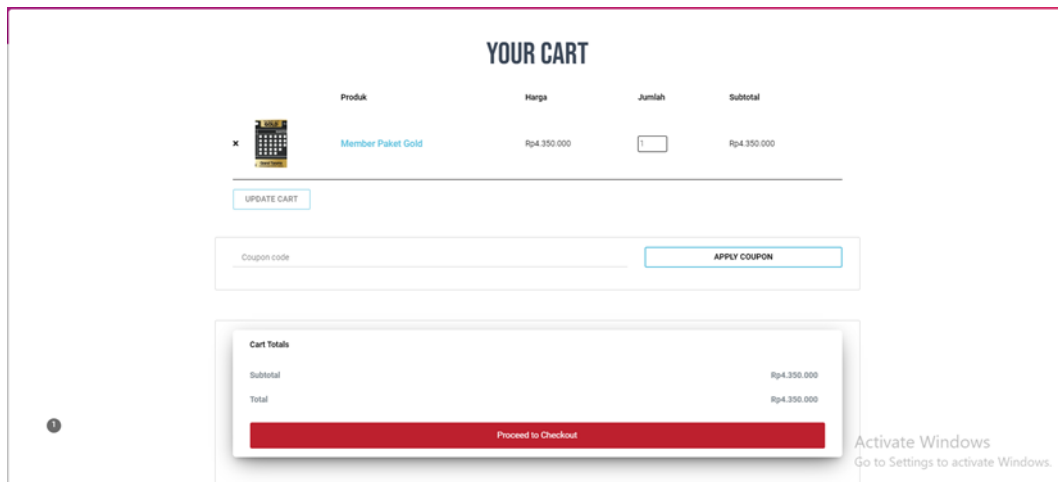 YOUR CART
Produk Harga Jumlah Subtotal
GOLD
× Member Paket Gold Rp4.350.000 1 Rp4.350.000
UPDATE CART
Coupon code APPLY COUPON
Cart Totals
Subtotal Rp4.350.000
Total Rp4.350.000
1
Proceed to Checkout
Activate Windows
Go to Settings to activate Windows.